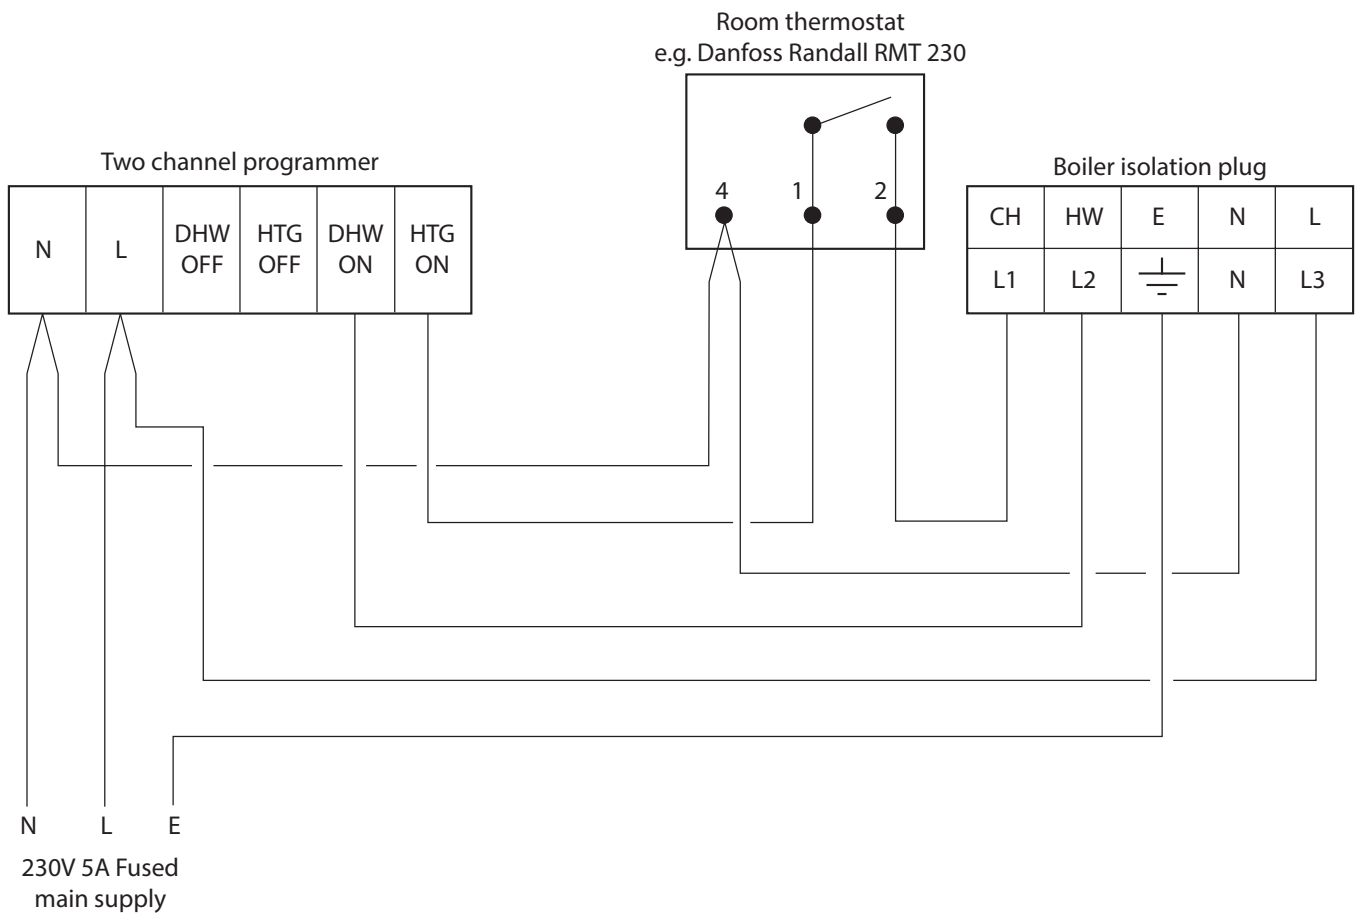 Room thermostat
e.g. Danfoss Randall RMT 230
Two channel programmer
N
L
DHW
OFF
HTG
OFF
DHW
ON
HTG
ON
4
1
2
Boiler isolation plug
CH
HW
E
N
L
L1
L2
N
L3
N
L
E
230V 5A Fused
main supply